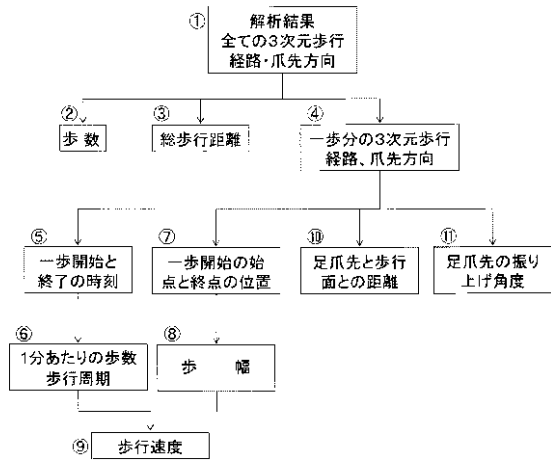 ①
解析結果
全ての3次元歩行
経路・爪先方向
②
歩 数
③
総歩行距離
④
一歩分の3次元歩行
経路、爪先方向
⑤
一歩開始と
終了の時刻
⑦
一歩開始の始
点と終点の位置
⑩
足爪先と歩行
面との距離
⑪
足爪先の振り
上げ角度
⑥
1分あたりの歩数
歩行周期
⑧
歩 幅
⑨
歩行速度